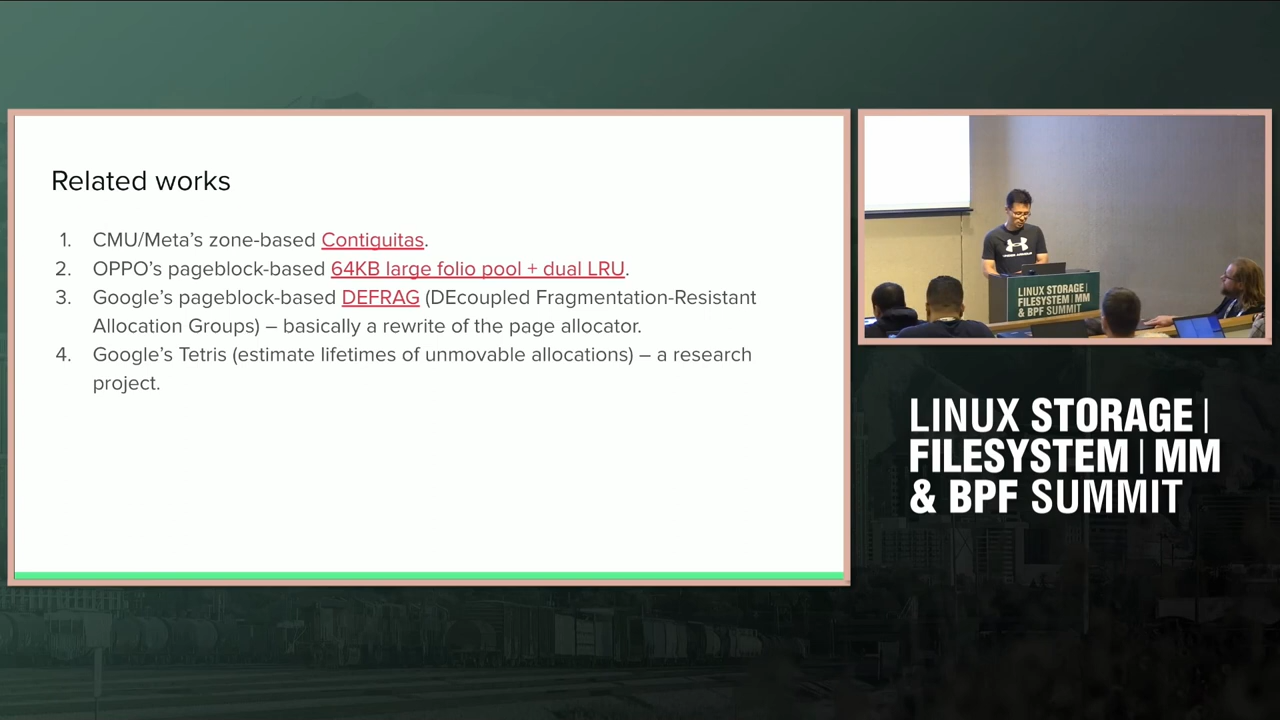 Related works
1. CMU/Meta's zone-based Contiguitas.
2. OPPO's pageblock-based 64KB large folio pool + dual LRU.
3. Google's pageblock-based DEFRAG (DEcoupled Fragmentation-Resistant
Allocation Groups) – basically a rewrite of the page allocator.
4. Google's Tetris (estimate lifetimes of unmovable allocations) – a research
project.
LINUX STORAGE|
FILESYSTEM|MM
& BPF SUMMIT
LINUX STORAGE |
FILESYSTEM | MM
& BPF SUMMIT